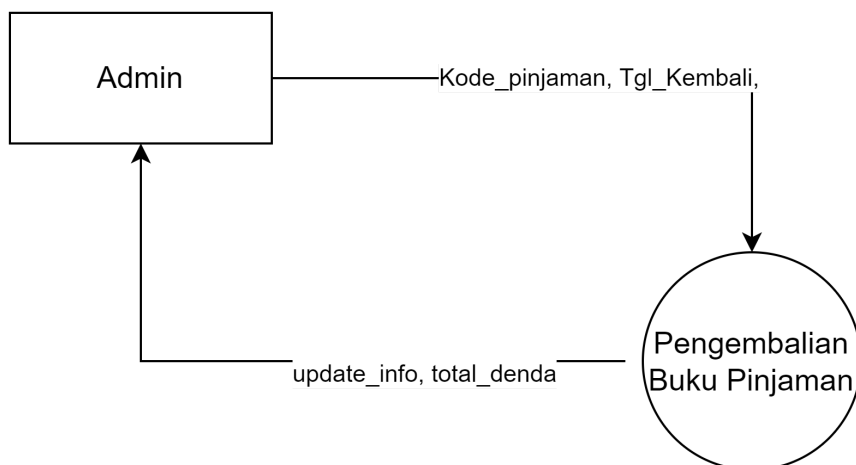 Admin
Kode_pinjaman, Tgl_Kembali,
Pengembalian
Buku Pinjaman
update_info, total_denda